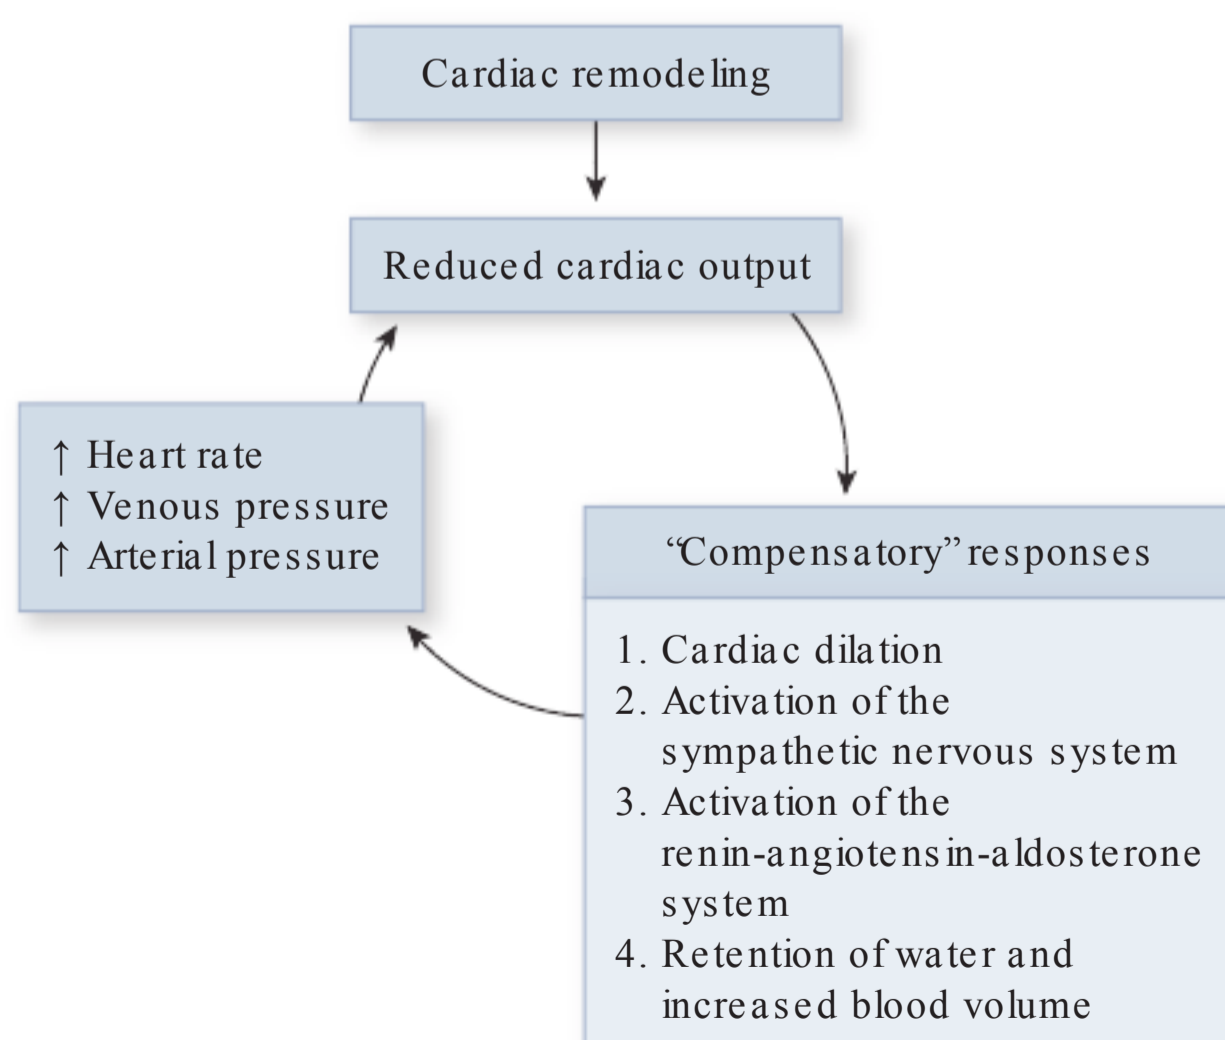 Cardiac remodeling
Reduced cardiac output
↑ Heart rate
↑ Venous pressure
↑ Arterial pressure
“Compensatory” responses
1. Cardiac dilation
2. Activation of the
sympathetic nervous system
3. Activation of the
renin-angiotensin-aldosterone
system
4. Retention of water and
increased blood volume